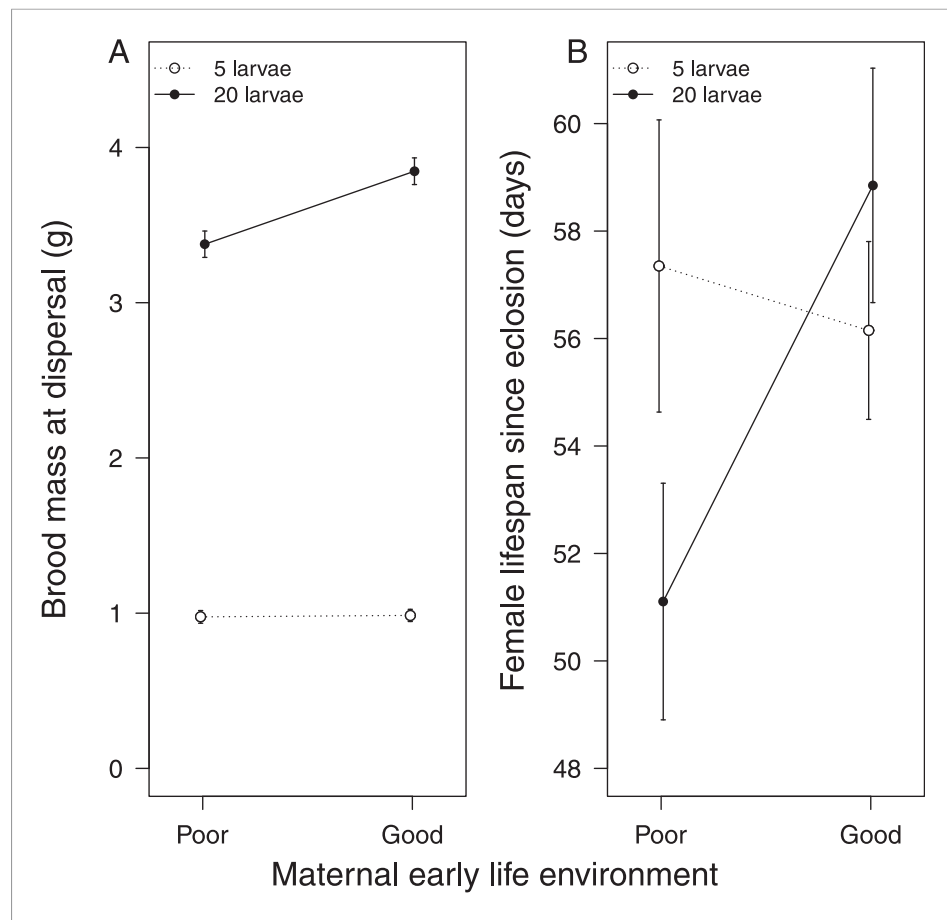 A
5 larvae
20 larvae
Brood mass at dispersal (g)
4
3
2
1
0
Poor
Good
B
5 larvae
20 larvae
Female lifespan since eclosion (days)
60
58
56
54
52
50
48
Poor
Good
Maternal early life environment